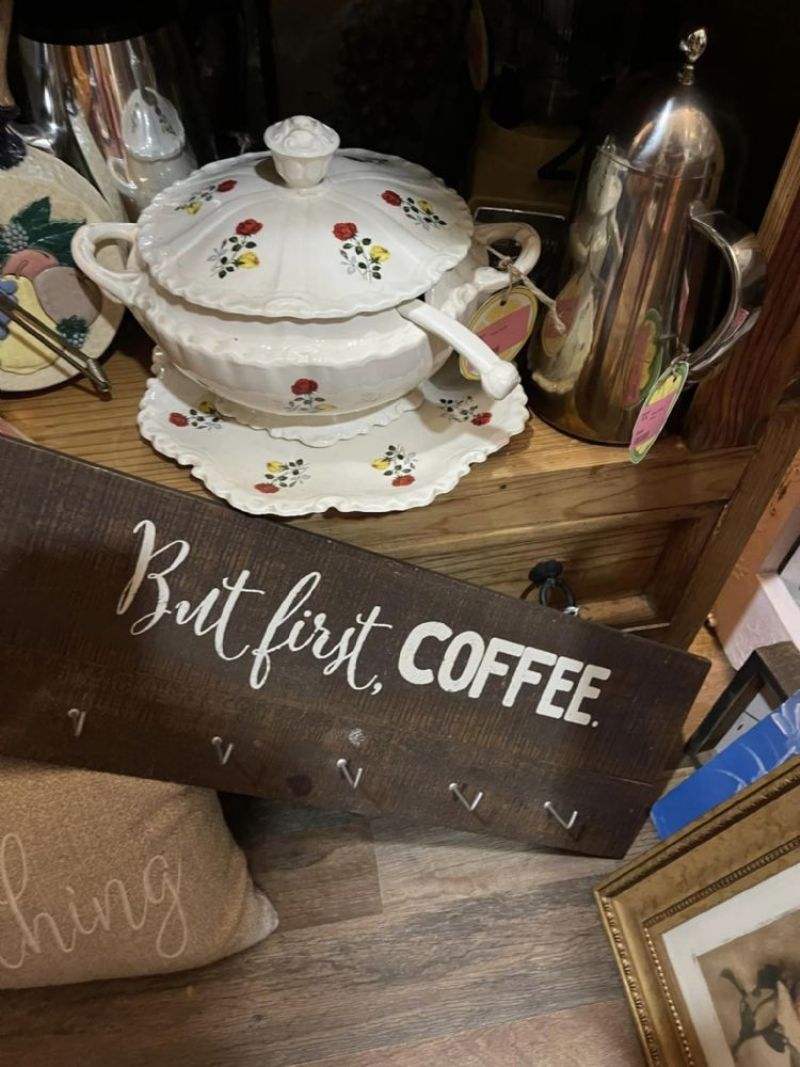 But first, COFFEE.
hing